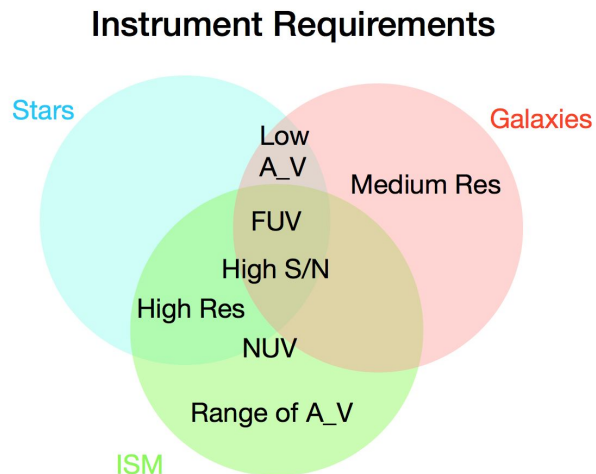 Instrument Requirements
Stars
Galaxies
Low
A_V
Medium Res
FUV
High S/N
High Res
NUV
Range of A_V
ISM